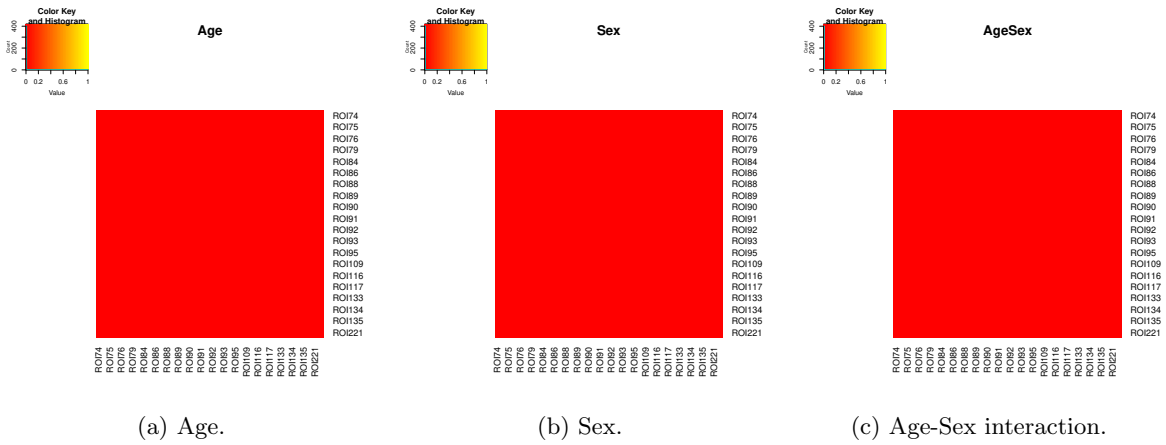 Color Key
and Histogram
Count
0 200 400
0 0.2 0.6 1
Value
Age
ROI74
ROI75
ROI76
ROI79
ROI84
ROI86
ROI88
ROI89
ROI90
ROI91
ROI92
ROI93
ROI95
ROI109
ROI116
ROI117
ROI133
ROI134
ROI135
ROI221
ROI74 ROI75 ROI76 ROI79 ROI84 ROI86 ROI88 ROI89 ROI90 ROI91 ROI92 ROI93 ROI95 ROI109 ROI116 ROI117 ROI133 ROI134 ROI135 ROI221
(a) Age.
Color Key
and Histogram
Count
0 200 400
0 0.2 0.6 1
Value
Sex
ROI74
ROI75
ROI76
ROI79
ROI84
ROI86
ROI88
ROI89
ROI90
ROI91
ROI92
ROI93
ROI95
ROI109
ROI116
ROI117
ROI133
ROI134
ROI135
ROI221
ROI74 ROI75 ROI76 ROI79 ROI84 ROI86 ROI88 ROI89 ROI90 ROI91 ROI92 ROI93 ROI95 ROI109 ROI116 ROI117 ROI133 ROI134 ROI135 ROI221
(b) Sex.
Color Key
and Histogram
Count
0 200 400
0 0.2 0.6 1
Value
AgeSex
ROI74
ROI75
ROI76
ROI79
ROI84
ROI86
ROI88
ROI89
ROI90
ROI91
ROI92
ROI93
ROI95
ROI109
ROI116
ROI117
ROI133
ROI134
ROI135
ROI221
ROI74 ROI75 ROI76 ROI79 ROI84 ROI86 ROI88 ROI89 ROI90 ROI91 ROI92 ROI93 ROI95 ROI109 ROI116 ROI117 ROI133 ROI134 ROI135 ROI221
(c) Age-Sex interaction.